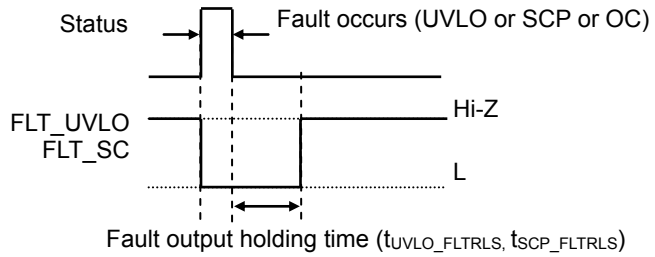 Status
Fault occurs (UVLO or SCP or OC)
Hi-Z
FLT_UVLO
FLT_SC
L
Fault output holding time (tUVLO_FLTRLS, tSCP_FLTRLS)